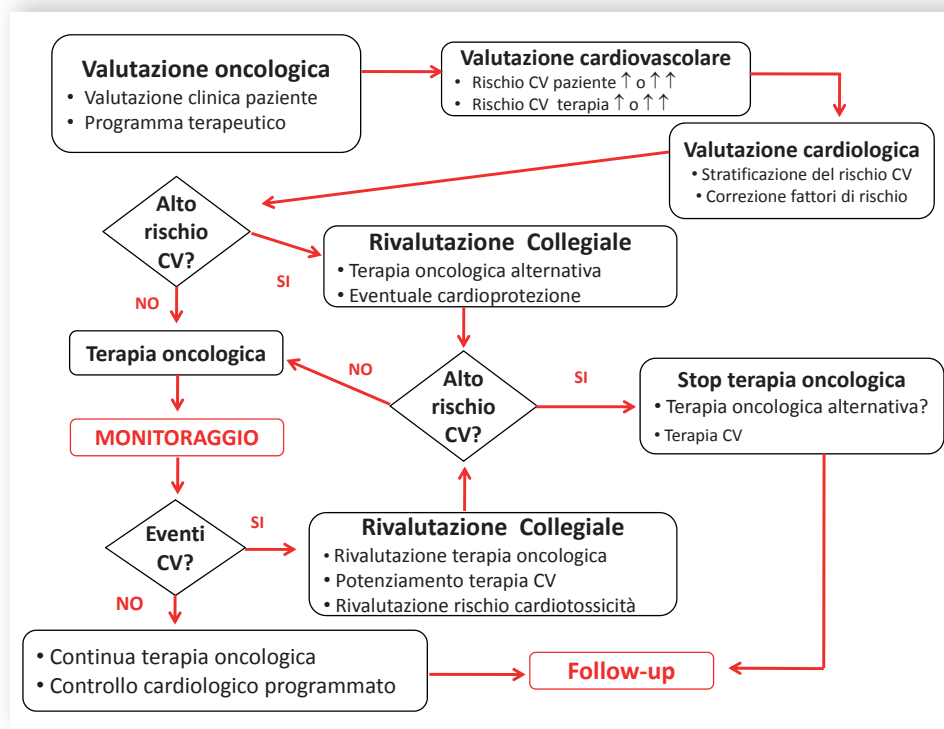 Valutazione oncologica
• Valutazione clinica paziente
• Programma terapeutico
Valutazione cardiovascolare
• Rischio CV paziente ↑ o ↑↑
• Rischio CV terapia ↑ o ↑↑
Valutazione cardiologica
• Stratificazione del rischio CV
• Correzione fattori di rischio
Alto
rischio
CV?
SI
NO
Rivalutazione Collegiale
• Terapia oncologica alternativa
• Eventuale cardioprotezione
Terapia oncologica
NO
Alto
rischio
CV?
SI
Stop terapia oncologica
• Terapia oncologica alternativa?
• Terapia CV
MONITORAGGIO
Eventi
CV?
SI
NO
Rivalutazione Collegiale
• Rivalutazione terapia oncologica
• Potenziamento terapia CV
• Rivalutazione rischio cardiotossicità
• Continua terapia oncologica
• Controllo cardiologico programmato
Follow-up